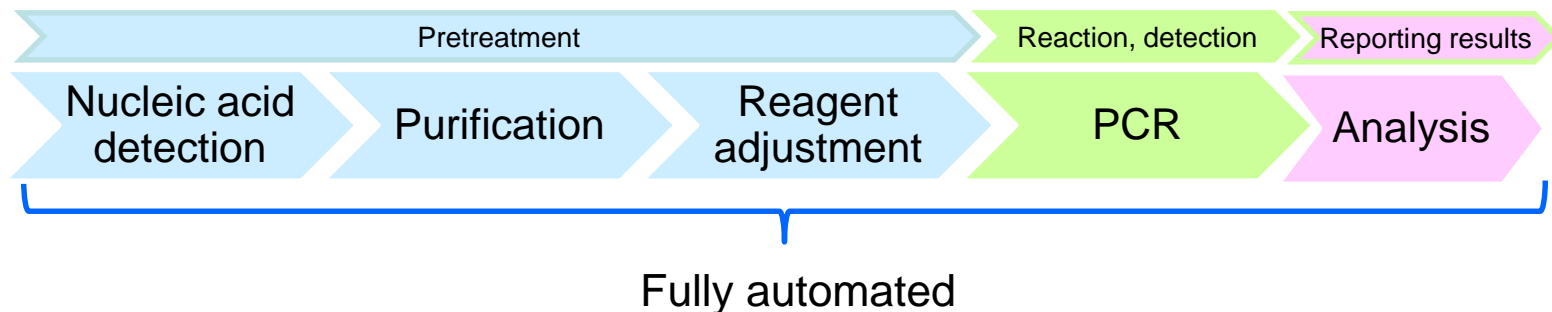 Pretreatment
Reaction, detection
Reporting results
Nucleic acid
detection
Purification
Reagent
adjustment
PCR
Analysis
Fully automated